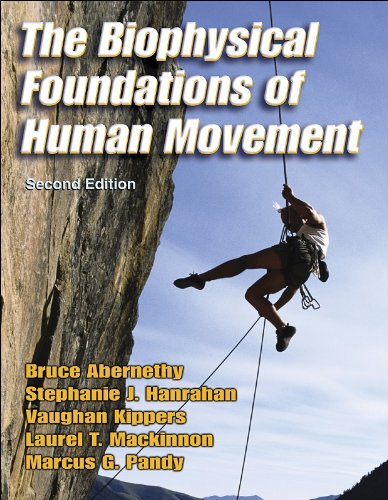 The Biophysical
Foundations of
Human Movement
Second Edition
Bruce Abernethy
Stephanie J. Hanrahan
Vaughan Kippers
Laurel T. Mackinnon
Marcus G. Pandy